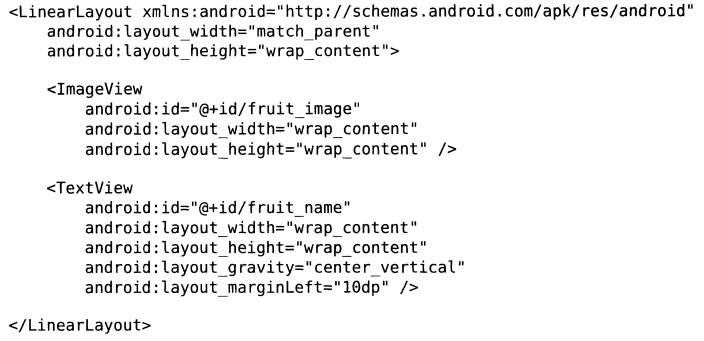 <LinearLayout xmlns:android="http://schemas.android.com/apk/res/android"
    android:layout_width="match_parent"
    android:layout_height="wrap_content">

    <ImageView
        android:id="@+id/fruit_image"
        android:layout_width="wrap_content"
        android:layout_height="wrap_content" />

    <TextView
        android:id="@+id/fruit_name"
        android:layout_width="wrap_content"
        android:layout_height="wrap_content"
        android:layout_gravity="center_vertical"
        android:layout_marginLeft="10dp" />

</LinearLayout>